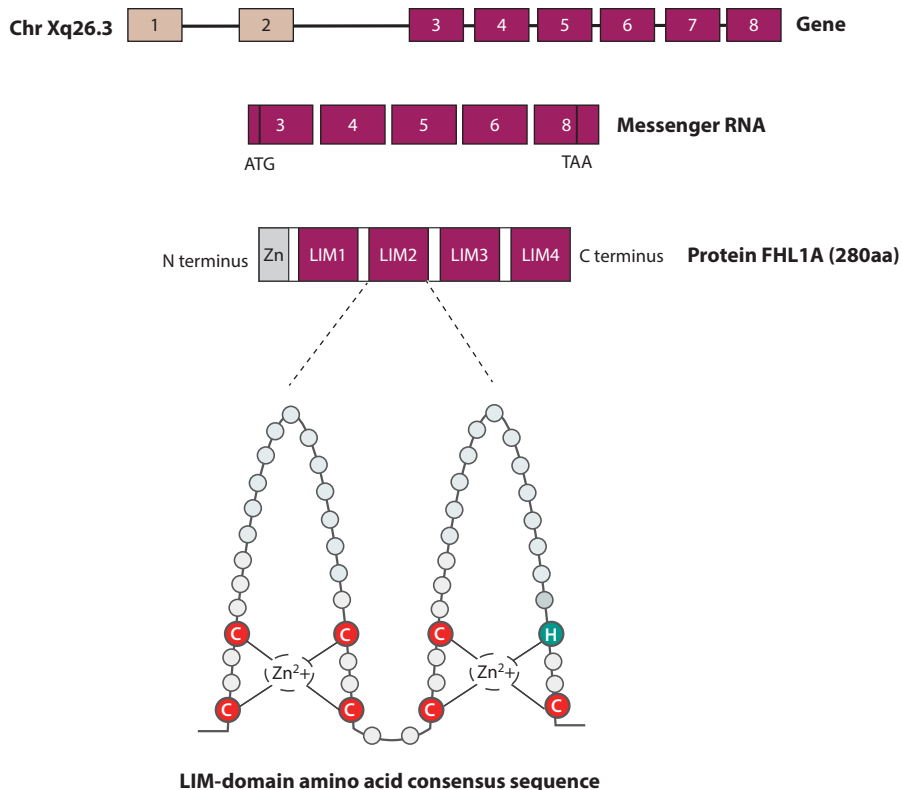 Chr Xq26.3 1 2 3 4 5 6 7 8 Gene
3 4 5 6 8 Messenger RNA
ATG TAA
N terminus Zn LIM1 LIM2 LIM3 LIM4 C terminus Protein FHL1A (280aa)
C C C H
Zn2+ Zn2+
C C C C
LIM-domain amino acid consensus sequence